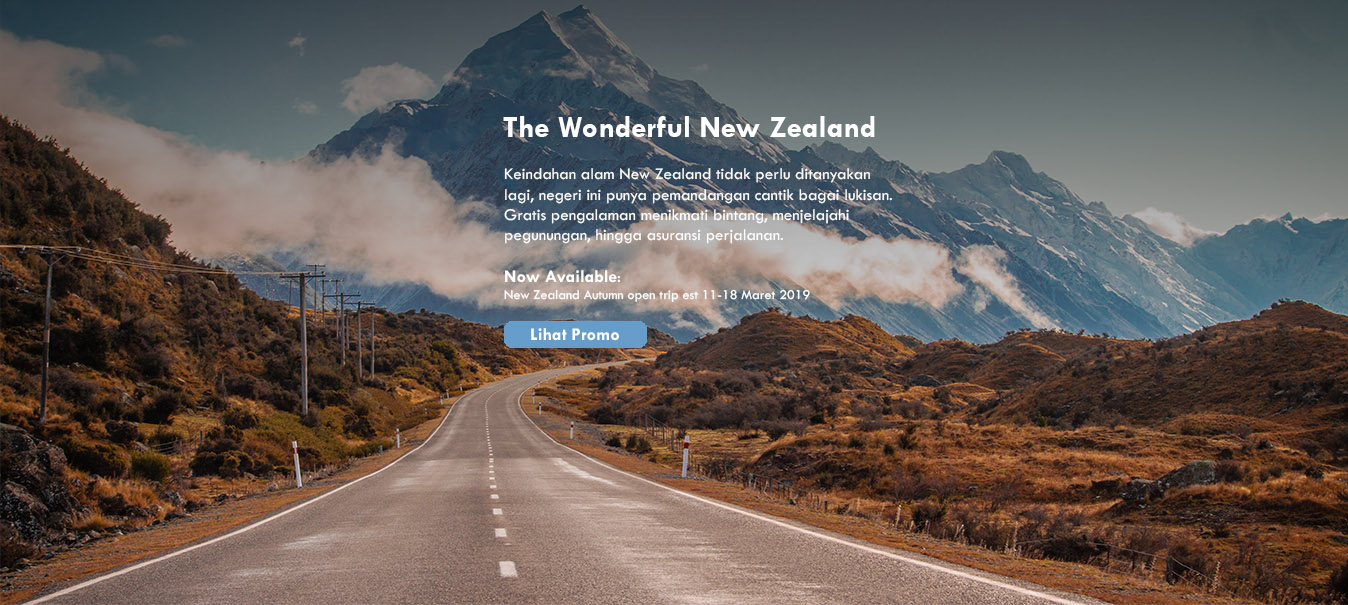 The Wonderful New Zealand
Keindahan alam New Zealand tidak perlu ditanyakan
lagi, negeri ini punya pemandangan cantik bagai lukisan.
Gratis pengalaman menikmati bintang, menjelajahi
pegunungan, hingga asuransi perjalanan.
Now Available:
New Zealand Autumn open trip est 11-18 Maret 2019
Lihat Promo